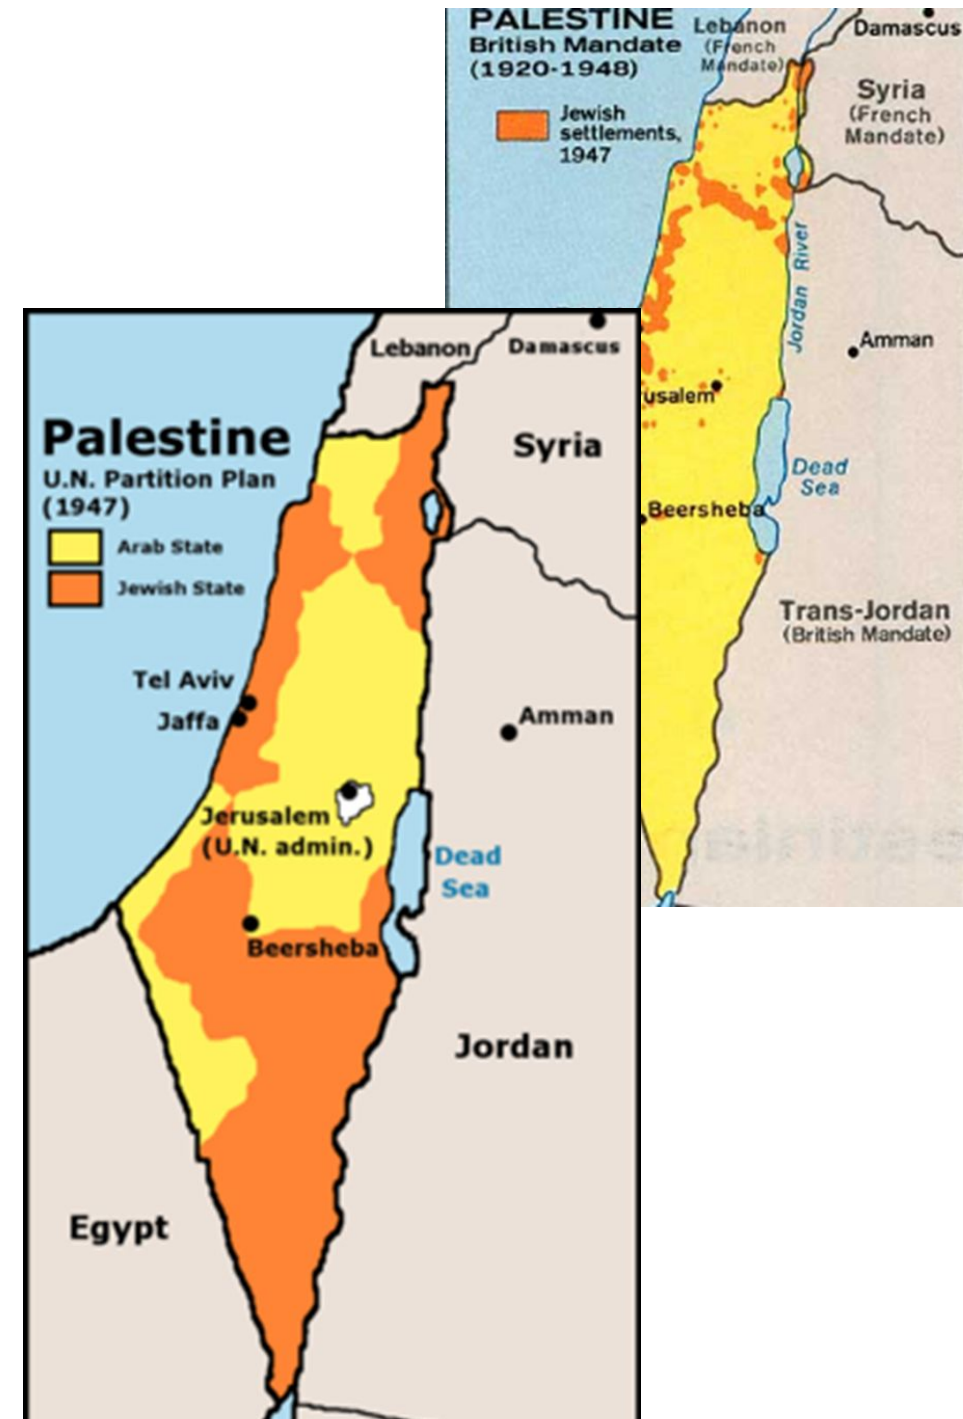 PALESTINE
British Mandate
(1920-1948)
Jewish
settlements,
1947
Lebanon
(French
Mandate)
Damascus
Syria
(French
Mandate)
Jordan River
Amman
usalem
Dead
Sea
Beersheba
Trans-Jordan
(British Mandate)
Lebanon
Damascus
Palestine
U.N. Partition Plan
(1947)
Arab State
Jewish State
Syria
Tel Aviv
Jaffa
Amman
Jerusalem
(U.N. admin.)
Dead
Sea
Beersheba
Jordan
Egypt